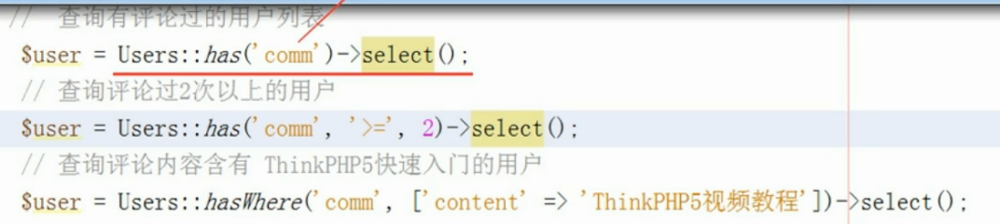 // 查询有评论过的用户列表
$user = Users::has('comm')->select();
// 查询评论过2次以上的用户
$user = Users::has('comm', '>=', 2)->select();
// 查询评论内容含有 ThinkPHP5快速入门的用户
$user = Users::hasWhere('comm', ['content' => 'ThinkPHP5视频教程'])->select();